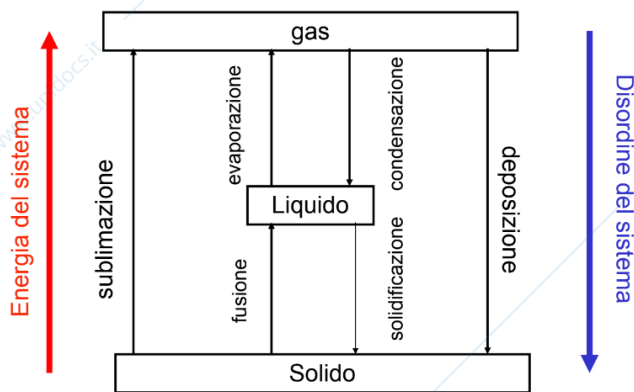 gas
Energia del sistema
sublimazione
evaporazione
condensazione
deposizione
Disordine del sistema
Liquido
fusione
solidificazione
Solido